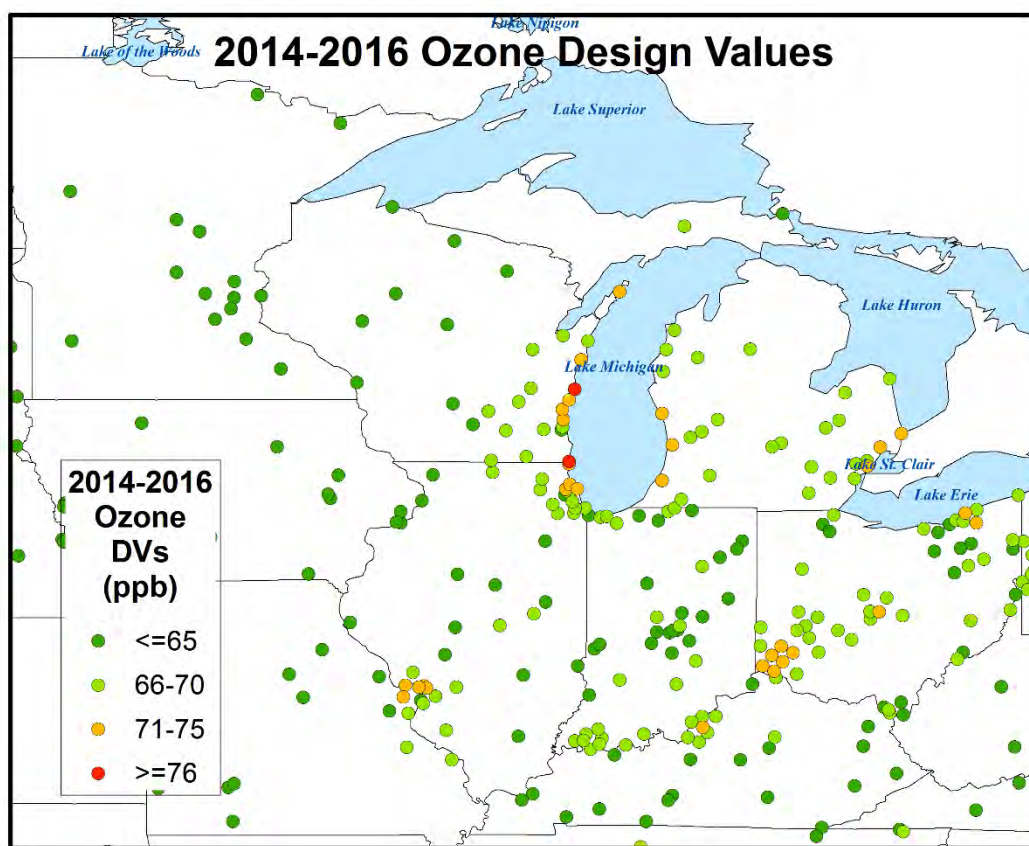 Lake Nipigon
2014-2016 Ozone Design Values
Lake of the Woods
Lake Superior
Lake Huron
Lake Michigan
Lake St. Clair
Lake Erie
2014-2016
Ozone
DVs
(ppb)
<=65
66-70
71-75
>=76